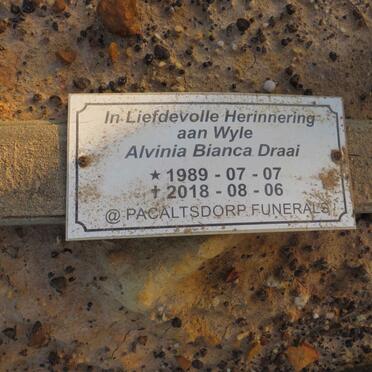 In Liefdevolle Herinnering
aan Wyle
Alvinia Bianca Draai
★ 1989 - 07 - 07
✝ 2018 - 08 - 06
@ PACALTSDORP FUNERALS